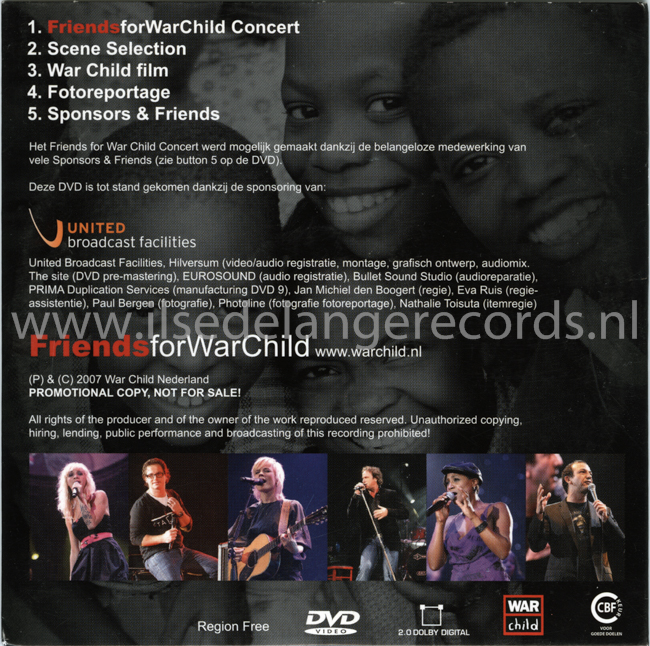 1. FriendsforWarChild Concert
2. Scene Selection
3. War Child film
4. Fotoreportage
5. Sponsors & Friends
Het Friends for War Child Concert werd mogelijk gemaakt dankzij de belangeloze medewerking van
vele Sponsors & Friends (zie button 5 op de DVD).
Deze DVD is tot stand gekomen dankzij de sponsoring van:
UNITED
broadcast facilities
United Broadcast Facilities, Hilversum (video/audio registratie, montage, grafisch ontwerp, audiomix.
The site (DVD pre-mastering), EUROSOUND (audio registratie), Bullet Sound Studio (audioreparatie),
PRIMA Duplication Services (manufacturing DVD 9), Jan Michiel den Boogert (regie), Eva Ruis (regie-
assistentie), Paul Bergen (fotografie), Photoline (fotografie fotoreportage), Nathalie Toisuta (itemregie)
www.ilsedelangerecords.nl
FriendsforWarChild www.warchild.nl
(P) & (C) 2007 War Child Nederland
PROMOTIONAL COPY, NOT FOR SALE!
All rights of the producer and of the owner of the work reproduced reserved. Unauthorized copying,
hiring, lending, public performance and broadcasting of this recording prohibited!
Region Free
DVD
VIDEO
2.0 DOLBY DIGITAL
WAR
child
CBF
KEUR
VOOR
GOEDE DOELEN